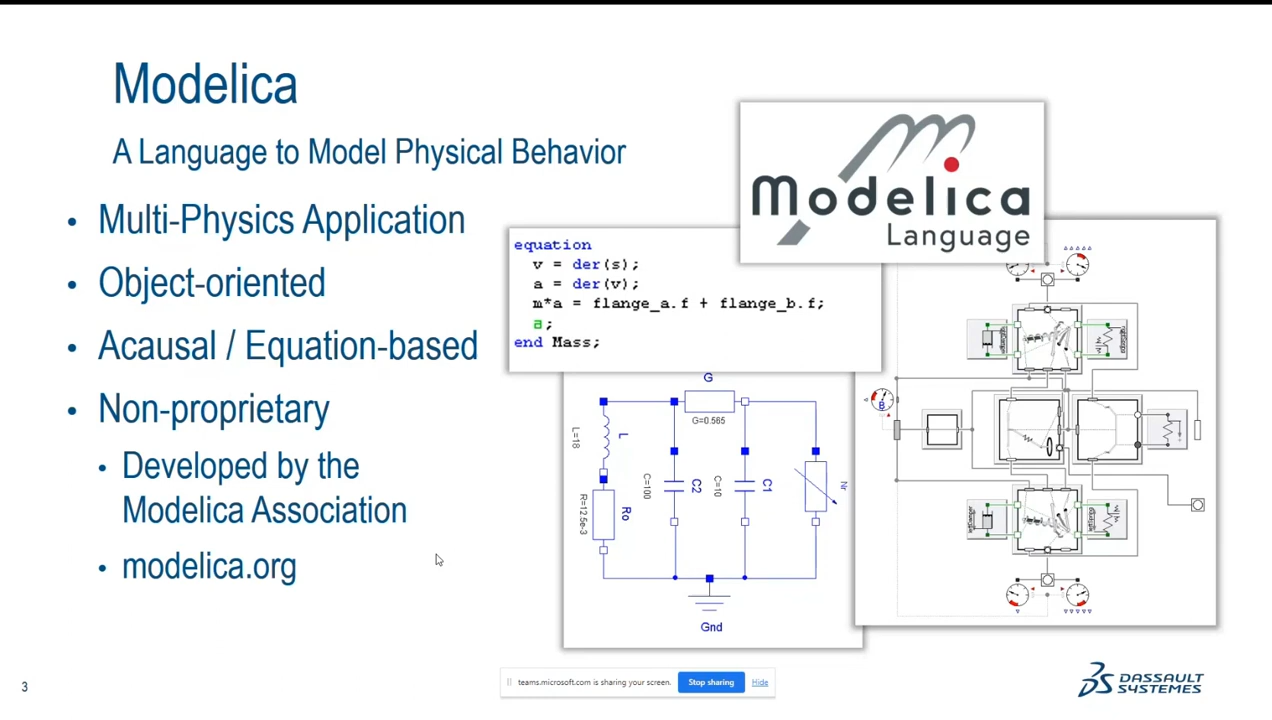 Modelica
A Language to Model Physical Behavior
• Multi-Physics Application
• Object-oriented
• Acausal / Equation-based
• Non-proprietary
• Developed by the
Modelica Association
• modelica.org
Modelica
Language
equation
v = der(s);
a = der(v);
m*a = flange_a.f + flange_b.f;
a;
end Mass;
G
G=0.565
L
L=18
C2
C=100
C1
C=10
Nr
Ro
R=12.5e-3
Gnd
B
3
teams.microsoft.com is sharing your screen.
Stop sharing
Hide
DASSAULT
SYSTEMES